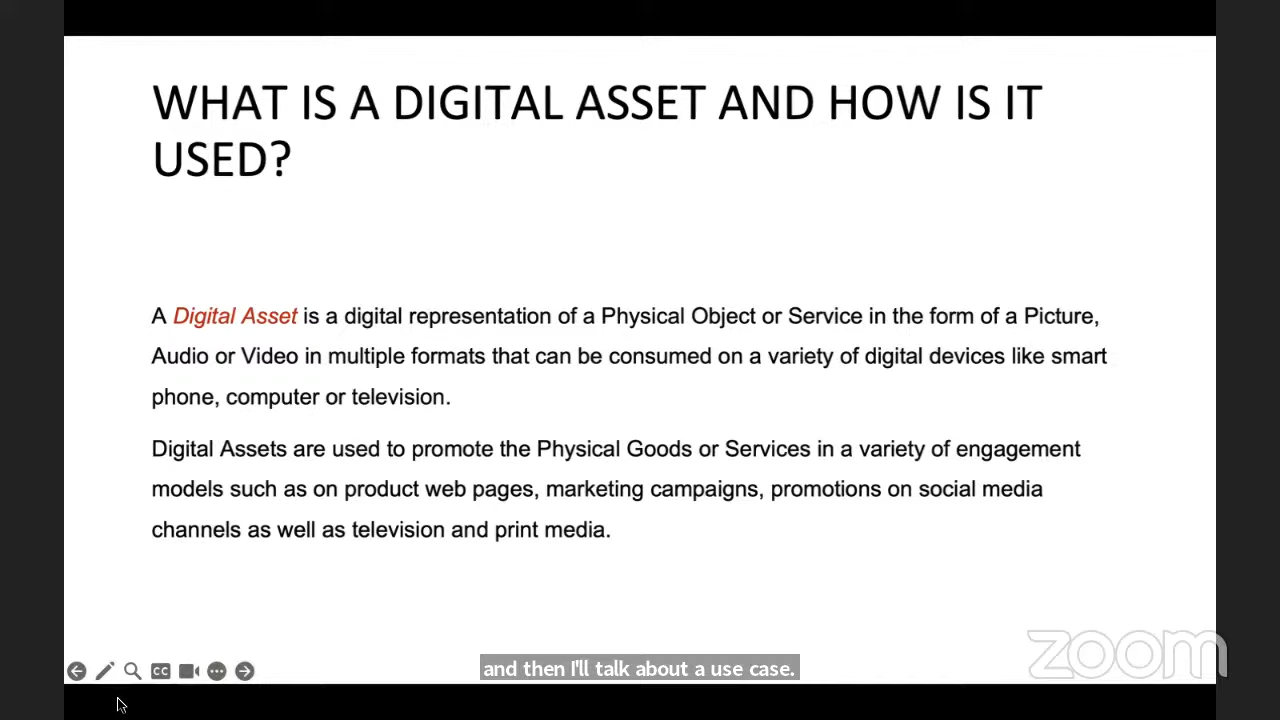 WHAT IS A DIGITAL ASSET AND HOW IS IT
USED?
A Digital Asset is a digital representation of a Physical Object or Service in the form of a Picture,
Audio or Video in multiple formats that can be consumed on a variety of digital devices like smart
phone, computer or television.
Digital Assets are used to promote the Physical Goods or Services in a variety of engagement
models such as on product web pages, marketing campaigns, promotions on social media
channels as well as television and print media.
CC
and then I'll talk about a use case.
zoom